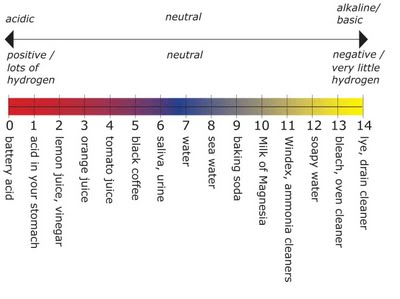 acidic
neutral
alkaline/
basic
positive /
lots of
hydrogen
neutral
negative /
very little
hydrogen
0 1 2 3 4 5 6 7 8 9 10 11 12 13 14
battery acid
acid in your stomach
lemon juice, vinegar
orange juice
tomato juice
black coffee
saliva, urine
water
sea water
baking soda
Milk of Magnesia
Windex, ammonia cleaners
soapy water
bleach, oven cleaner
lye, drain cleaner